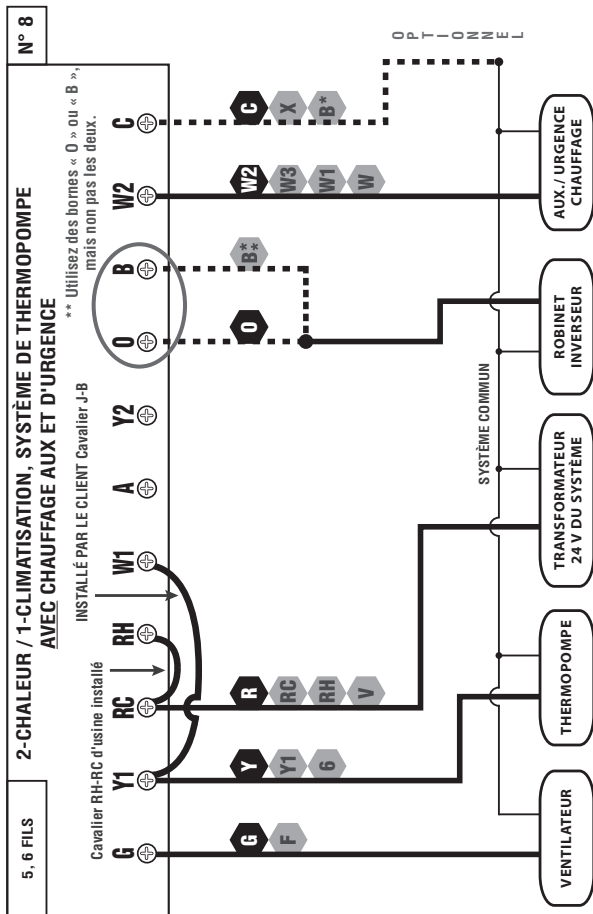 5, 6 FILS
2-CHALEUR / 1-CLIMATISATION, SYSTÈME DE THERMOPOMPE
AVEC CHAUFFAGE AUX ET D'URGENCE
N° 8
Cavalier RH-RC d'usine installé
INSTALLÉ PAR LE CLIENT Cavalier J-B
** Utilisez des bornes « O » ou « B »,
mais non pas les deux.
G Y1 RC RH W1 A Y2 O B W2 C
G Y R O B* W2 C
F Y1 RC W3 X
6 RH W1 B*
V W
OPTIONNEL
SYSTÈME COMMUN
VENTILATEUR
THERMOPOMPE
TRANSFORMATEUR
24 V DU SYSTÈME
ROBINET
INVERSEUR
AUX./ URGENCE
CHAUFFAGE